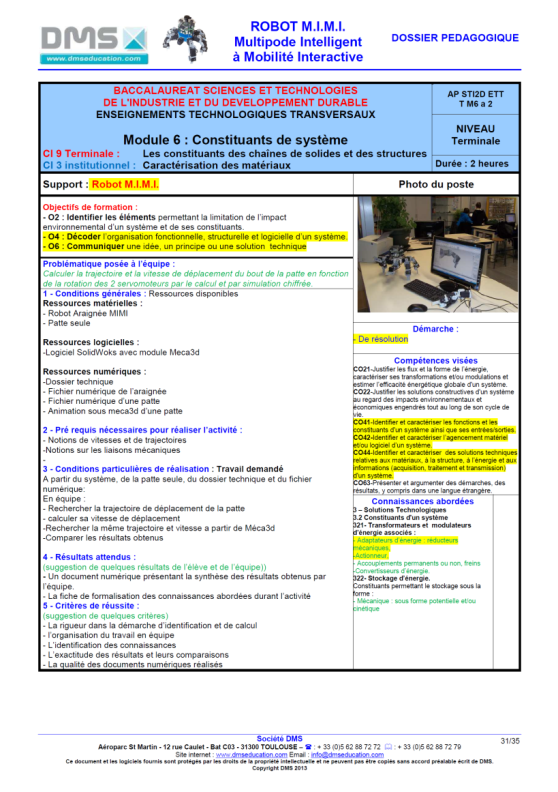 DMS
www.dmseducation.com
ROBOT M.I.M.I.
Multipode Intelligent
à Mobilité Interactive
DOSSIER PEDAGOGIQUE
BACCALAUREAT SCIENCES ET TECHNOLOGIES
DE L'INDUSTRIE ET DU DEVELOPPEMENT DURABLE
ENSEIGNEMENTS TECHNOLOGIQUES TRANSVERSAUX
Module 6 : Constituants de système
CI 9 Terminale : Les constituants des chaînes de solides et des structures
CI 3 institutionnel : Caractérisation des matériaux
AP STI2D ETT
T M6 a 2
NIVEAU
Terminale
Durée : 2 heures
Support : Robot M.I.M.I.
Photo du poste
Objectifs de formation :
- O2 : Identifier les éléments permettant la limitation de l'impact
environnemental d'un système et de ses constituants.
- O4 : Décoder l'organisation fonctionnelle, structurelle et logicielle d'un système.
- O6 : Communiquer une idée, un principe ou une solution technique
Problématique posée à l'équipe :
Calculer la trajectoire et la vitesse de déplacement du bout de la patte en fonction
de la rotation des 2 servomoteurs par le calcul et par simulation chiffrée.
1 - Conditions générales : Ressources disponibles
Ressources matérielles :
- Robot Araignée MIMI
- Patte seule
Ressources logicielles :
-Logiciel SolidWoks avec module Meca3d
Ressources numériques :
-Dossier technique
- Fichier numérique de l'araignée
- Fichier numérique d'une patte
- Animation sous meca3d d'une patte
2 - Pré requis nécessaires pour réaliser l'activité :
- Notions de vitesses et de trajectoires
-Notions sur les liaisons mécaniques
-
3 - Conditions particulières de réalisation : Travail demandé
A partir du système, de la patte seule, du dossier technique et du fichier
numérique:
En équipe :
- Rechercher la trajectoire de déplacement de la patte
- calculer sa vitesse de déplacement
-Rechercher la même trajectoire et vitesse a partir de Méca3d
-Comparer les résultats obtenus
4 - Résultats attendus :
(suggestion de quelques résultats de l'élève et de l'équipe))
- Un document numérique présentant la synthèse des résultats obtenus par
l'équipe.
- La fiche de formalisation des connaissances abordées durant l'activité
5 - Critères de réussite :
(suggestion de quelques critères)
- La rigueur dans la démarche d'identification et de calcul
- l'organisation du travail en équipe
- L'identification des connaissances
- L'exactitude des résultats et leurs comparaisons
- La qualité des documents numériques réalisés
Démarche :
- De résolution
Compétences visées
CO21-Justifier les flux et la forme de l'énergie,
caractériser ses transformations et/ou modulations et
estimer l'efficacité énergétique globale d'un système.
CO22-Justifier les solutions constructives d'un système
au regard des impacts environnementaux et
économiques engendrés tout au long de son cycle de
vie.
CO41-Identifier et caractériser les fonctions et les
constituants d'un système ainsi que ses entrées/sorties.
CO42-Identifier et caractériser l'agencement matériel
et/ou logiciel d'un système.
CO44-Identifier et caractériser des solutions techniques
relatives aux matériaux, à la structure, à l'énergie et aux
informations (acquisition, traitement et transmission)
d'un système.
CO63-Présenter et argumenter des démarches, des
résultats, y compris dans une langue étrangère.
Connaissances abordées
3 – Solutions Technologiques
3.2 Constituants d'un système
321- Transformateurs et modulateurs
d'énergie associés :
- Adaptateurs d'énergie : réducteurs
mécaniques,
-Actionneur,
- Accouplements permanents ou non, freins
-Convertisseurs d'énergie.
322- Stockage d'énergie.
Constituants permettant le stockage sous la
forme :
- Mécanique : sous forme potentielle et/ou
cinétique
Société DMS
31/35
Aéroparc St Martin - 12 rue Caulet - Bat C03 - 31300 TOULOUSE – ☎ : + 33 (0)5 62 88 72 72 📖 : + 33 (0)5 62 88 72 79
Site internet : www.dmseducation.com Email : info@dmseducation.com
Ce document et les logiciels fournis sont protégés par les droits de la propriété intellectuelle et ne peuvent pas être copiés sans accord préalable écrit de DMS.
Copyright DMS 2013